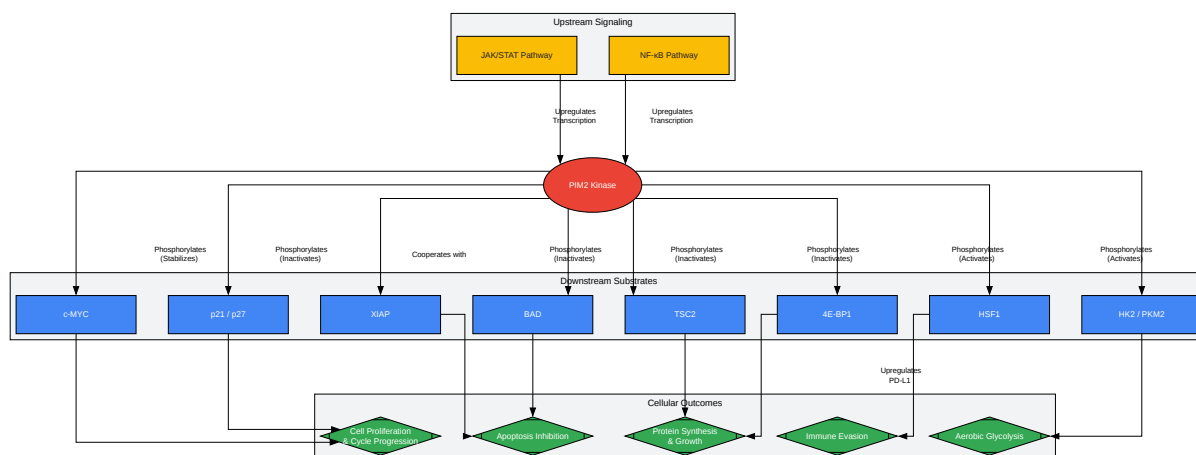 Upstream Signaling
JAK/STAT Pathway
NF-κB Pathway
Upregulates
Transcription
Upregulates
Transcription
PIM2 Kinase
Phosphorylates
(Stabilizes)
Phosphorylates
(Inactivates)
Cooperates with
Phosphorylates
(Inactivates)
Phosphorylates
(Inactivates)
Phosphorylates
(Inactivates)
Phosphorylates
(Activates)
Phosphorylates
(Activates)
Downstream Substrates
c-MYC
p21 / p27
XIAP
BAD
TSC2
4E-BP1
HSF1
HK2 / PKM2
Upregulates
PD-L1
Cellular Outcomes
Cell Proliferation
& Cycle Progression
Apoptosis Inhibition
Protein Synthesis
& Growth
Immune Evasion
Aerobic Glycolysis